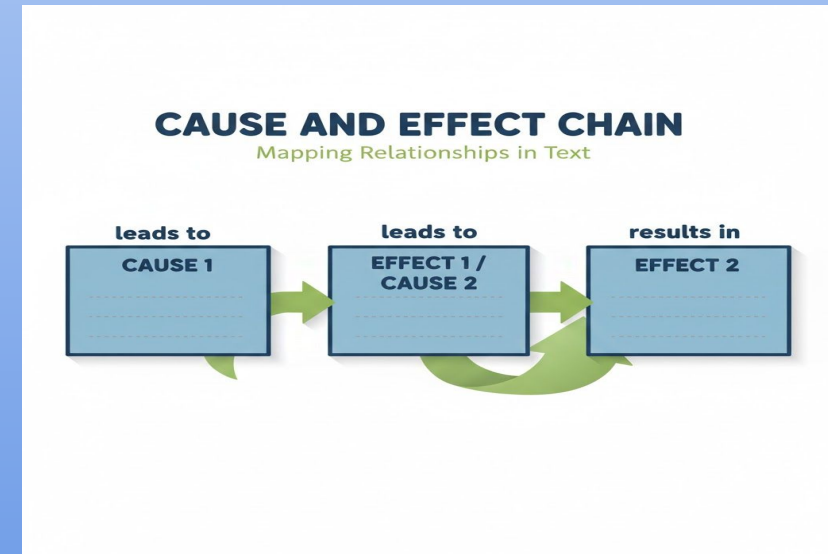 CAUSE AND EFFECT CHAIN
Mapping Relationships in Text
leads to
CAUSE 1
leads to
EFFECT 1 /
CAUSE 2
results in
EFFECT 2